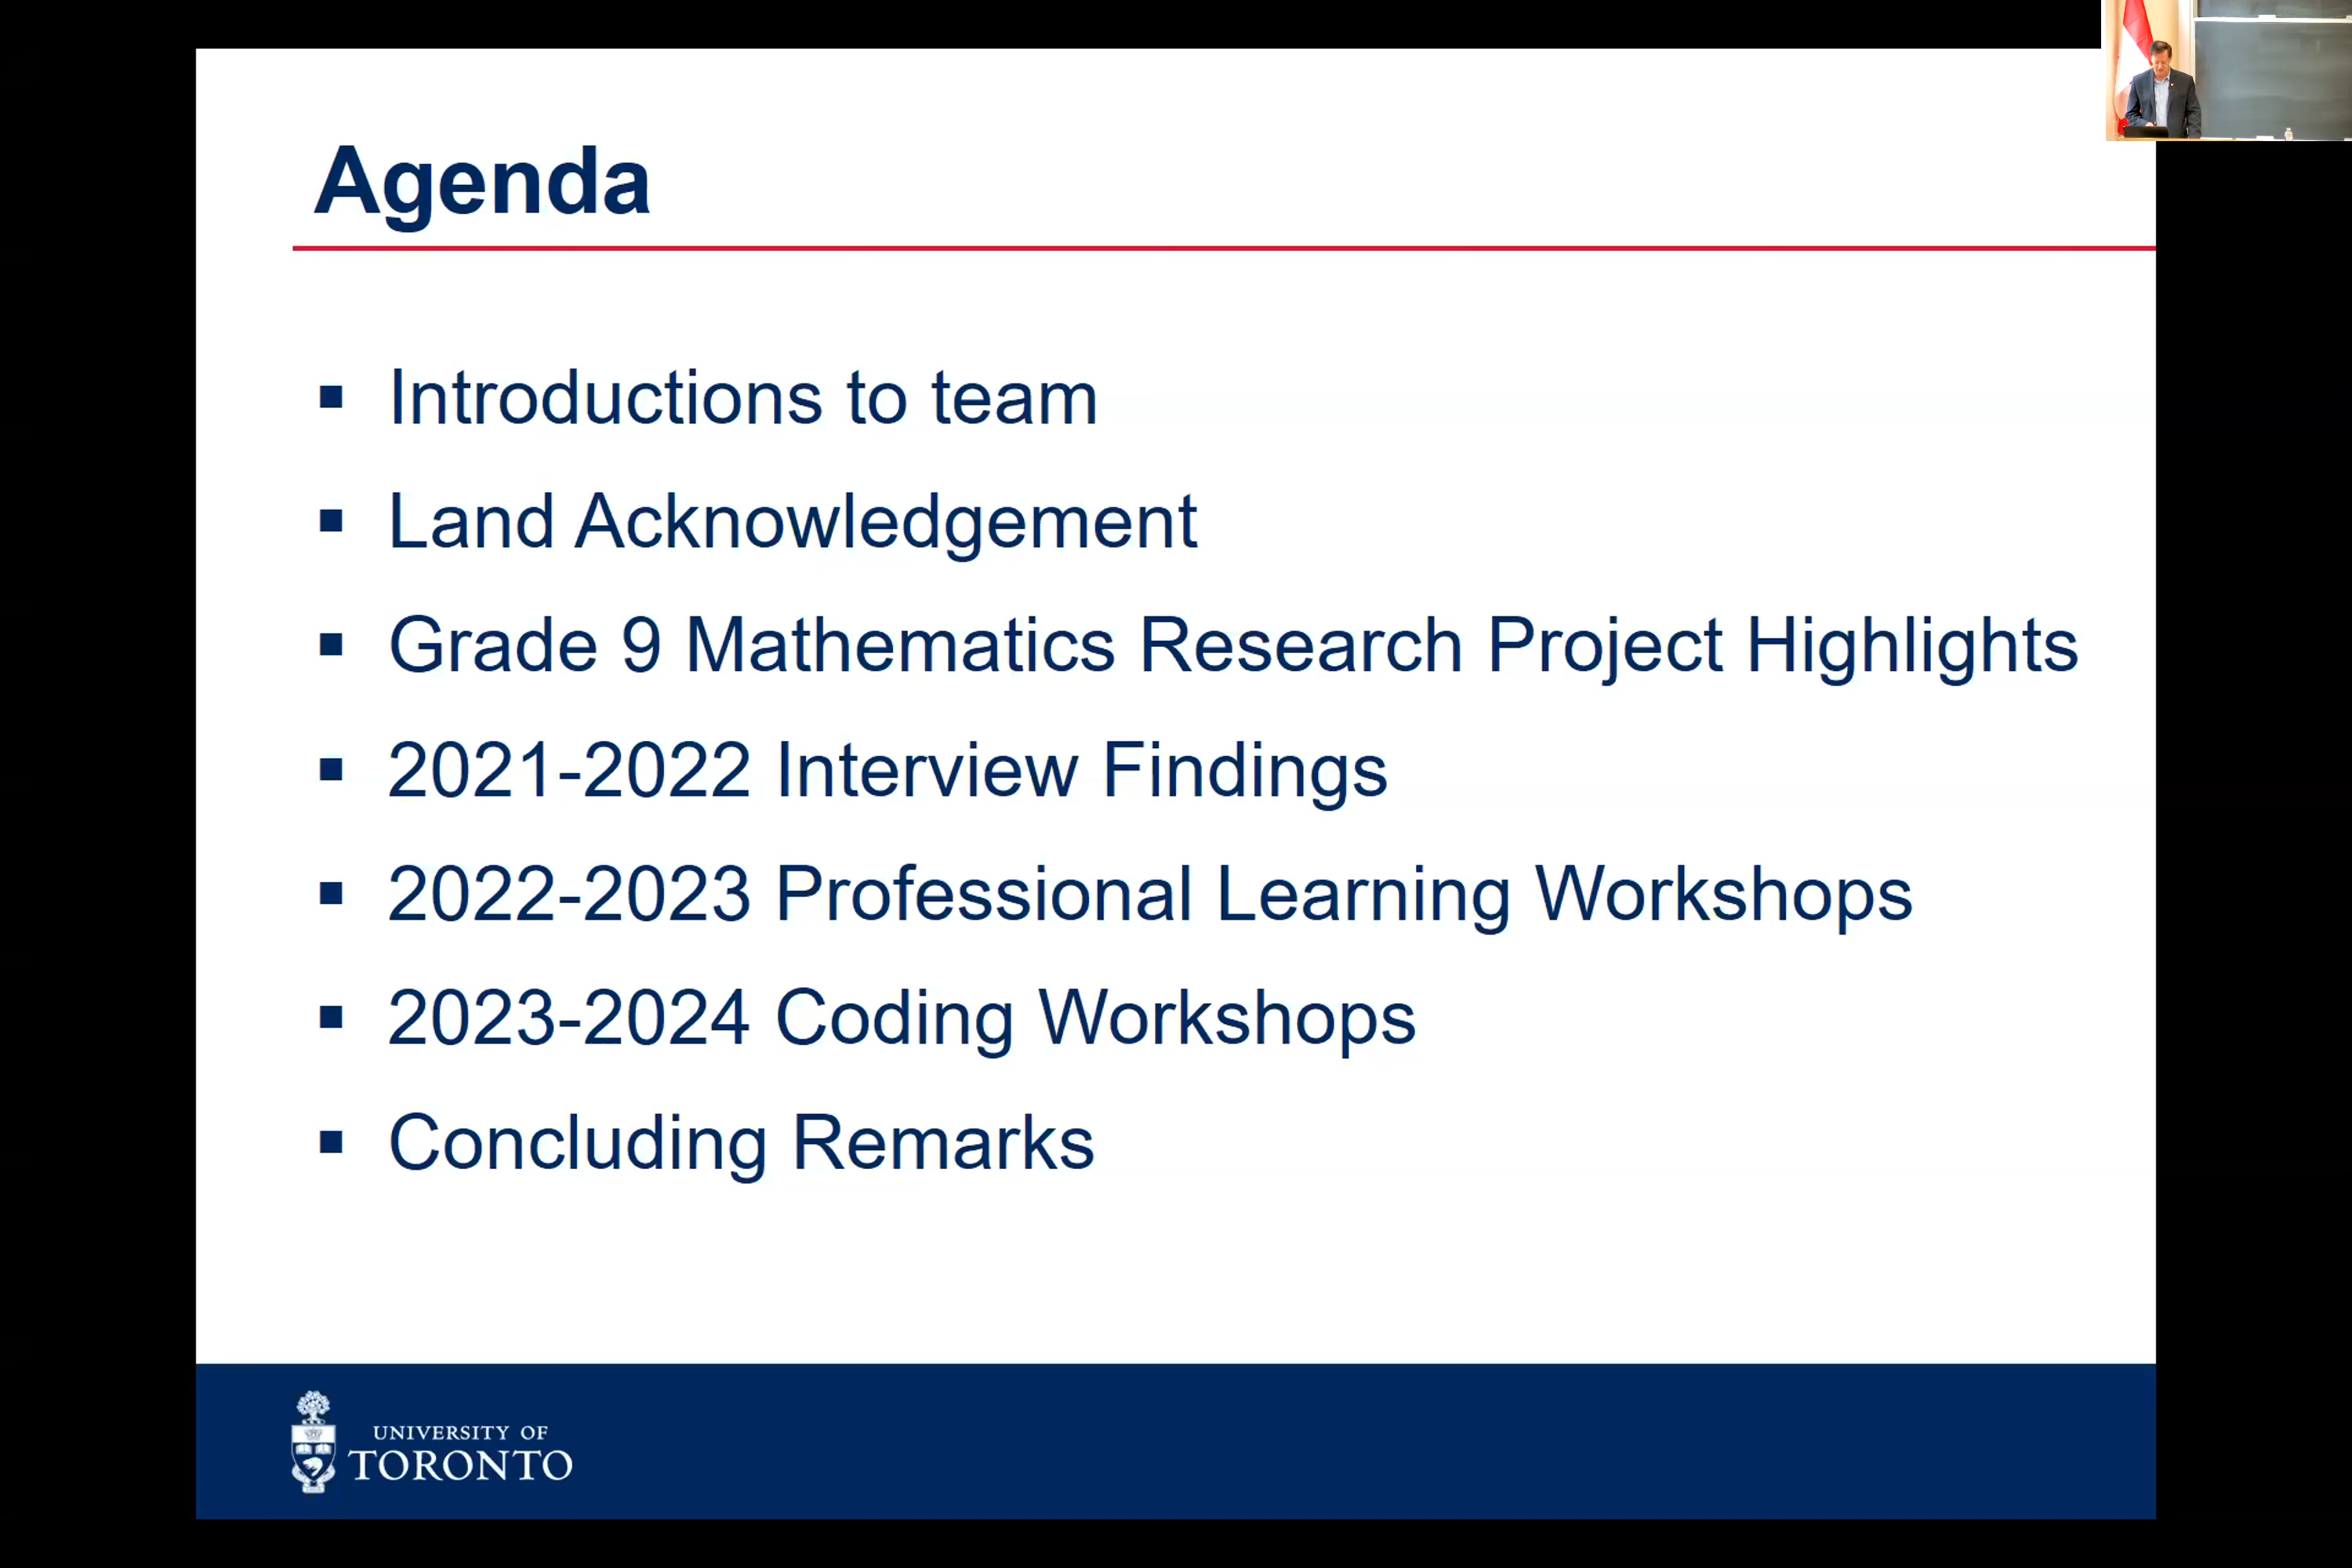 Agenda
Introductions to team
Land Acknowledgement
Grade 9 Mathematics Research Project Highlights
2021-2022 Interview Findings
2022-2023 Professional Learning Workshops
2023-2024 Coding Workshops
Concluding Remarks
UNIVERSITY OF
TORONTO